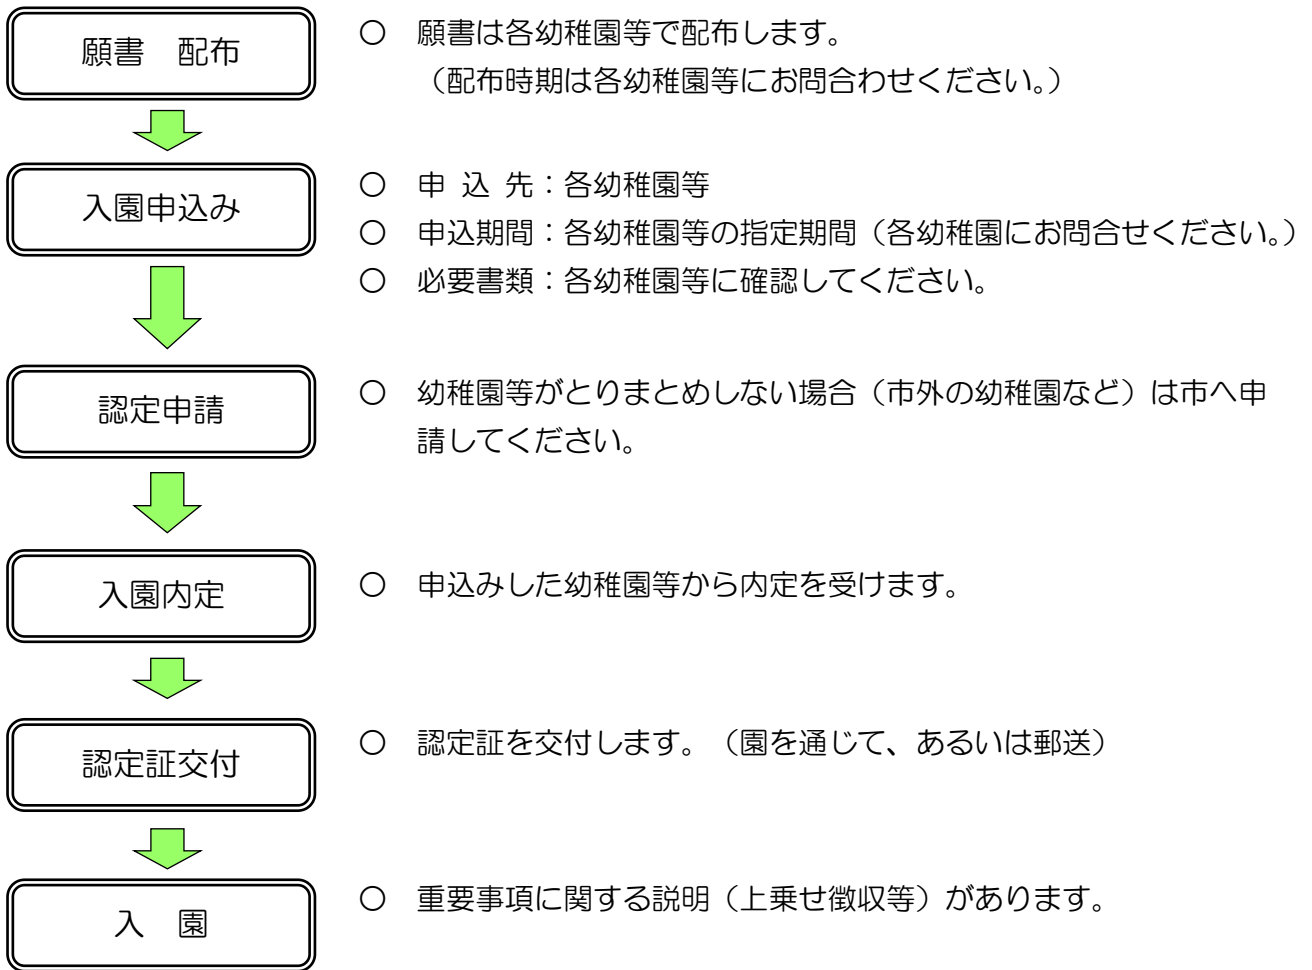 願書　配布
〇　願書は各幼稚園等で配布します。
（配布時期は各幼稚園等にお問合わせください。）
入園申込み
〇　申 込 先：各幼稚園等
〇　申込期間：各幼稚園等の指定期間（各幼稚園にお問合せください。）
〇　必要書類：各幼稚園等に確認してください。
認定申請
〇　幼稚園等がとりまとめしない場合（市外の幼稚園など）は市へ申
請してください。
入園内定
〇　申込みした幼稚園等から内定を受けます。
認定証交付
〇　認定証を交付します。（園を通じて、あるいは郵送）
入　園
〇　重要事項に関する説明（上乗せ徴収等）があります。